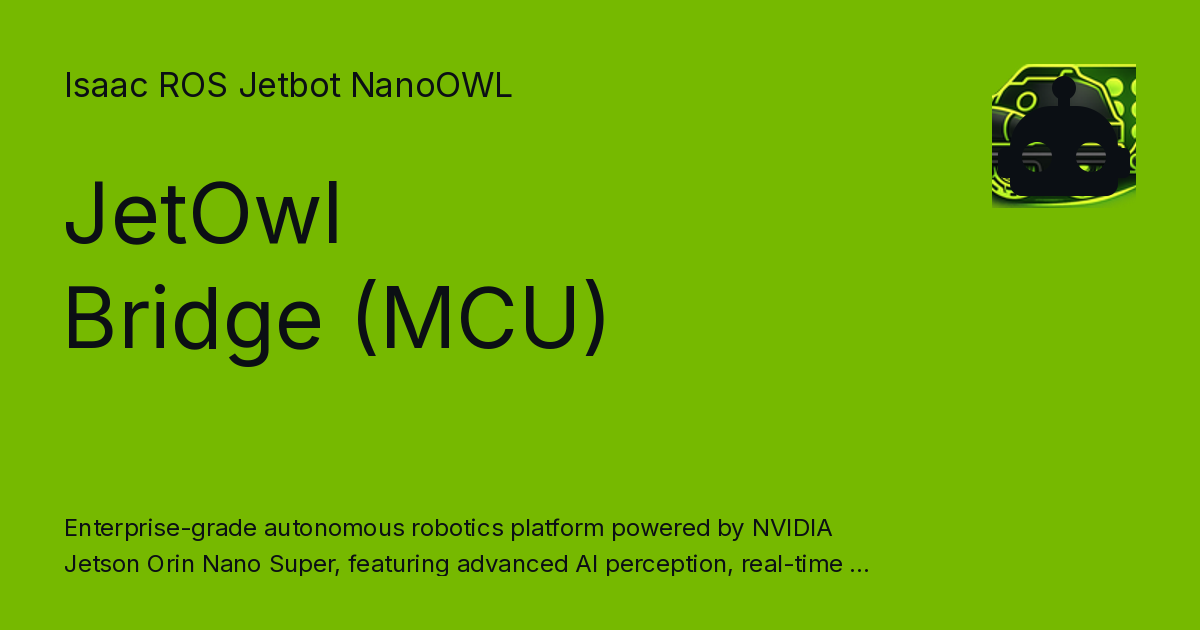 Isaac ROS Jetbot NanoOWL
JetOwl
Bridge (MCU)
Enterprise-grade autonomous robotics platform powered by NVIDIA
Jetson Orin Nano Super, featuring advanced AI perception, real-time ...